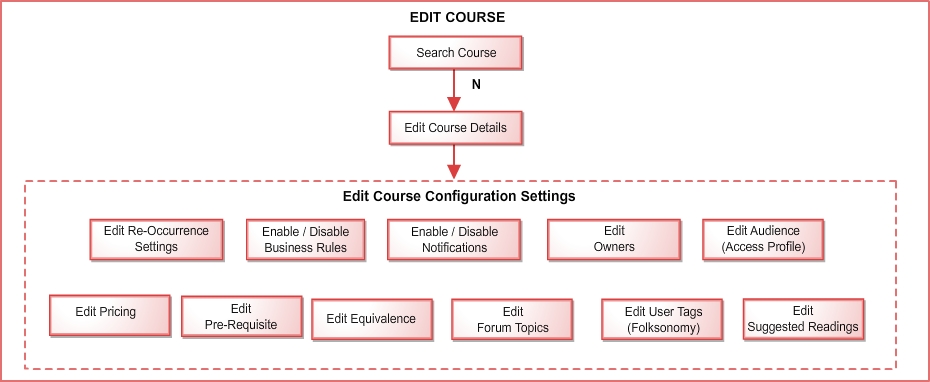 EDIT COURSE
Search Course
N
Edit Course Details
Edit Course Configuration Settings
Edit Re-Occurrence
Settings
Enable / Disable
Business Rules
Enable / Disable
Notifications
Edit
Owners
Edit Audience
(Access Profile)
Edit Pricing
Edit
Pre-Requisite
Edit Equivalence
Edit
Forum Topics
Edit User Tags
(Folksonomy)
Edit
Suggested Readings